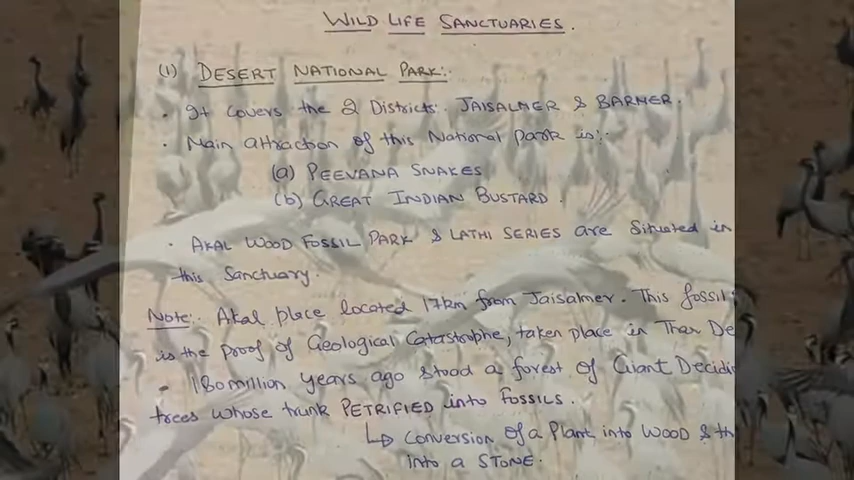 WILD LIFE SANCTUARIES.
(1) DESERT NATIONAL PARK:.
• It covers the 2 Districts. JAISALMER & BARMER.
• Main attraction of this National park is:.
(a) PEEVANA SNAKES
(b) GREAT INDIAN BUSTARD.
• AKAL WOOD FOSSIL PARK & LATHI SERIES are Situated in
this Sanctuary.
Note:. Akal place located 17km from Jaisalmer. This fossil
is the proof of Geological Catastrophe, taken place in Thar De
• 180 million years ago stood a forest of Giant Decidi
trees whose trunk PETRIFIED into FOSSILS.
↳ Conversion of a Plant into WOOD & th
into a STONE.